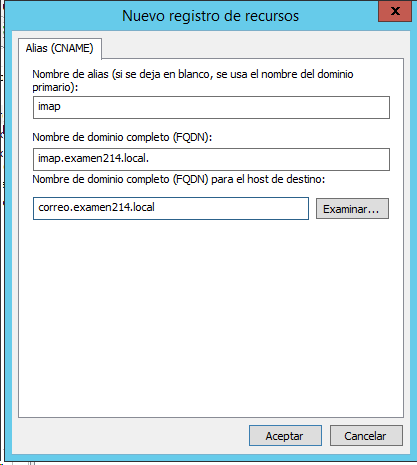 Nuevo registro de recursos
x
Alias (CNAME)
Nombre de alias (si se deja en blanco, se usa el nombre del dominio
primario):
imap
Nombre de dominio completo (FQDN):
imap.examen214.local.
Nombre de dominio completo (FQDN) para el host de destino:
correo.examen214.local
Examinar...
Aceptar
Cancelar